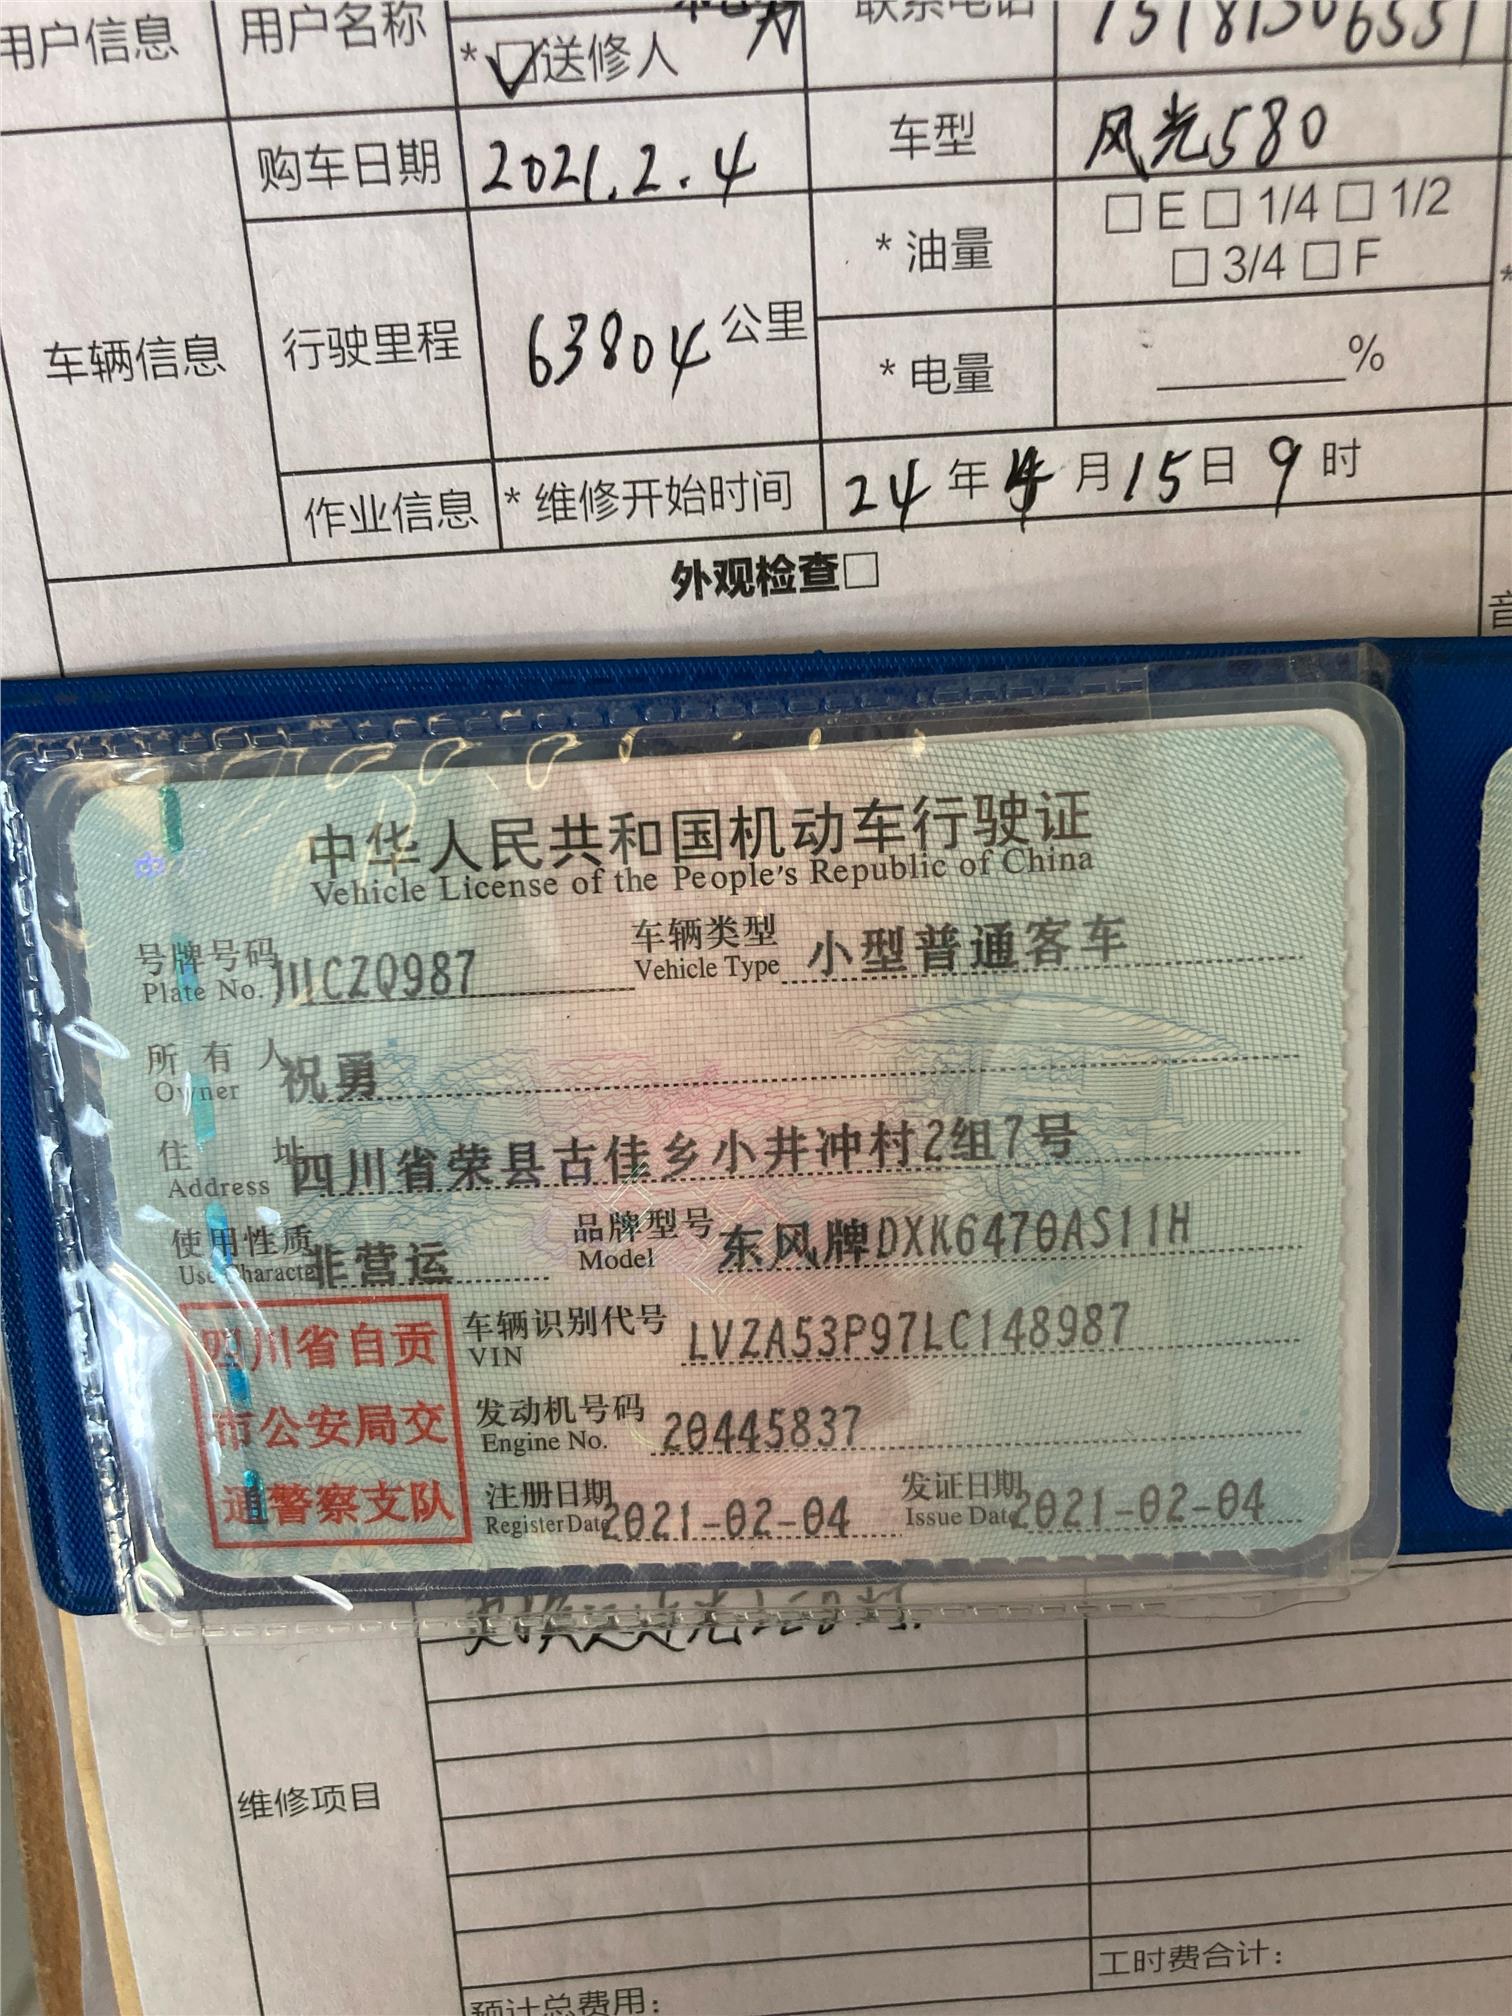 用户信息 用户名称 联系电话 15181306551
* ☑送修人
车辆信息 购车日期 2021.2.4 车型 风光580
行驶里程 63804 公里 * 油量 □ E □ 1/4 □ 1/2
□ 3/4 □ F
* 电量 %
作业信息 * 维修开始时间 24 年 4 月 15 日 9 时
外观检查□
中华人民共和国机动车行驶证
Vehicle License of the People's Republic of China
号牌号码 川CZQ987 车辆类型 小型普通客车
Plate No. Vehicle Type
所有人 祝勇
Owner
住址 四川省荣县古佳乡小井冲村2组7号
Address
使用性质 非营运 品牌型号 东风牌DXK6470AS11H
Use Characte Model
四川省自贡
市公安局交
通警察支队
车辆识别代号 LVZA53P97LC148987
VIN
发动机号码 20445837
Engine No.
注册日期 2021-02-04 发证日期 2021-02-04
Register Date Issue Date
维修项目
工时费合计:
预计总费用: